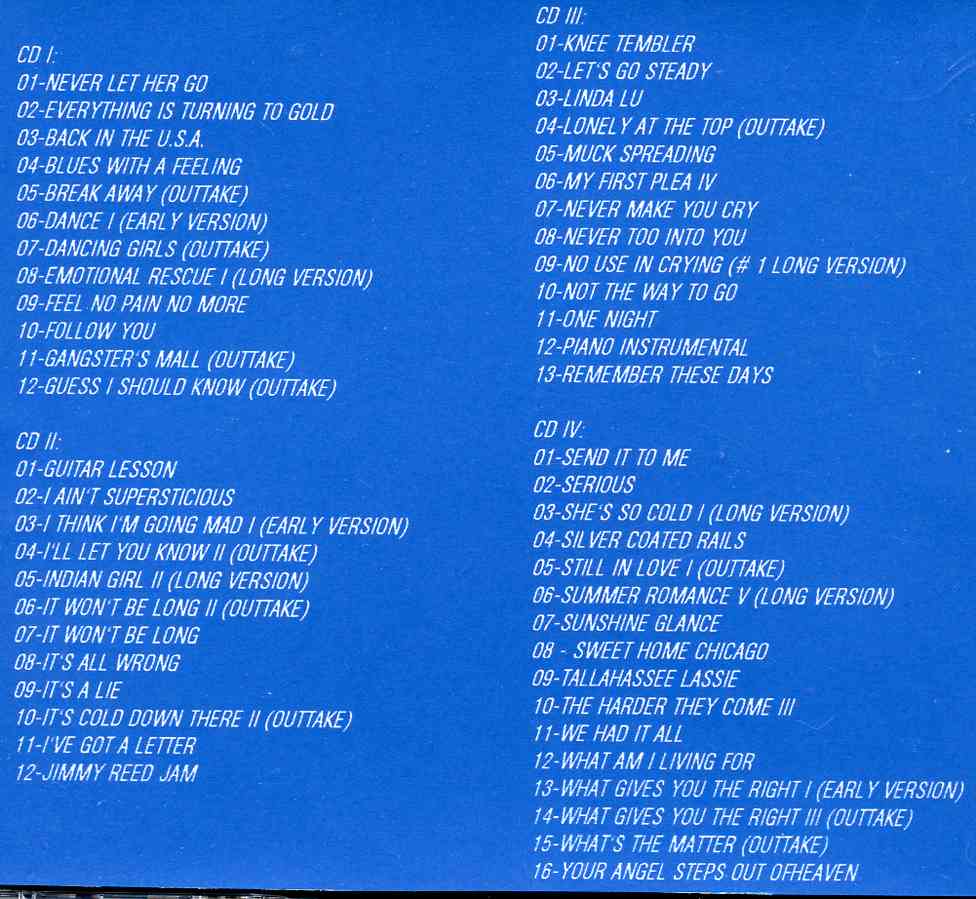 CD I:
01-NEVER LET HER GO
02-EVERYTHING IS TURNING TO GOLD
03-BACK IN THE U.S.A.
04-BLUES WITH A FEELING
05-BREAK AWAY (OUTTAKE)
06-DANCE I (EARLY VERSION)
07-DANCING GIRLS (OUTTAKE)
08-EMOTIONAL RESCUE I (LONG VERSION)
09-FEEL NO PAIN NO MORE
10-FOLLOW YOU
11-GANGSTER'S MALL (OUTTAKE)
12-GUESS I SHOULD KNOW (OUTTAKE)
CD II:
01-GUITAR LESSON
02-I AIN'T SUPERSTICIOUS
03-I THINK I'M GOING MAD I (EARLY VERSION)
04-I'LL LET YOU KNOW II (OUTTAKE)
05-INDIAN GIRL II (LONG VERSION)
06-IT WON'T BE LONG II (OUTTAKE)
07-IT WON'T BE LONG
08-IT'S ALL WRONG
09-IT'S A LIE
10-IT'S COLD DOWN THERE II (OUTTAKE)
11-I'VE GOT A LETTER
12-JIMMY REED JAM
CD III:
01-KNEE TEMBLER
02-LET'S GO STEADY
03-LINDA LU
04-LONELY AT THE TOP (OUTTAKE)
05-MUCK SPREADING
06-MY FIRST PLEA IV
07-NEVER MAKE YOU CRY
08-NEVER TOO INTO YOU
09-NO USE IN CRYING (# 1 LONG VERSION)
10-NOT THE WAY TO GO
11-ONE NIGHT
12-PIANO INSTRUMENTAL
13-REMEMBER THESE DAYS
CD IV:
01-SEND IT TO ME
02-SERIOUS
03-SHE'S SO COLD I (LONG VERSION)
04-SILVER COATED RAILS
05-STILL IN LOVE I (OUTTAKE)
06-SUMMER ROMANCE V (LONG VERSION)
07-SUNSHINE GLANCE
08 - SWEET HOME CHICAGO
09-TALLAHASSEE LASSIE
10-THE HARDER THEY COME III
11-WE HAD IT ALL
12-WHAT AM I LIVING FOR
13-WHAT GIVES YOU THE RIGHT I (EARLY VERSION)
14-WHAT GIVES YOU THE RIGHT III (OUTTAKE)
15-WHAT'S THE MATTER (OUTTAKE)
16-YOUR ANGEL STEPS OUT OFHEAVEN